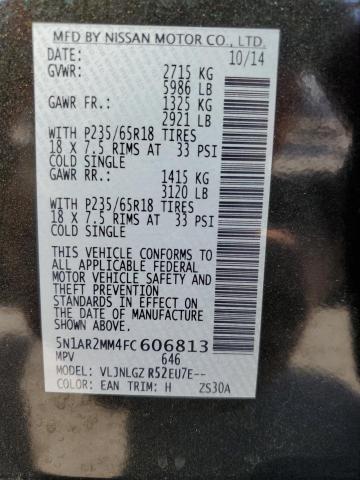 MFD BY NISSAN MOTOR CO., LTD.
DATE: 10/14
GVWR: 2715 KG
5986 LB
GAWR FR.: 1325 KG
2921 LB
WITH P235/65R18 TIRES
18 X 7.5 RIMS AT 33 PSI
COLD SINGLE
GAWR RR.: 1415 KG
3120 LB
WITH P235/65R18 TIRES
18 X 7.5 RIMS AT 33 PSI
COLD SINGLE
THIS VEHICLE CONFORMS TO
ALL APPLICABLE FEDERAL
MOTOR VEHICLE SAFETY AND
THEFT PREVENTION
STANDARDS IN EFFECT ON
THE DATE OF MANUFACTURE
SHOWN ABOVE.
5N1AR2MM4FC606813
MPV 646
MODEL: VLJNLGZ R52EU7E--
COLOR: EAN TRIM: H ZS30A